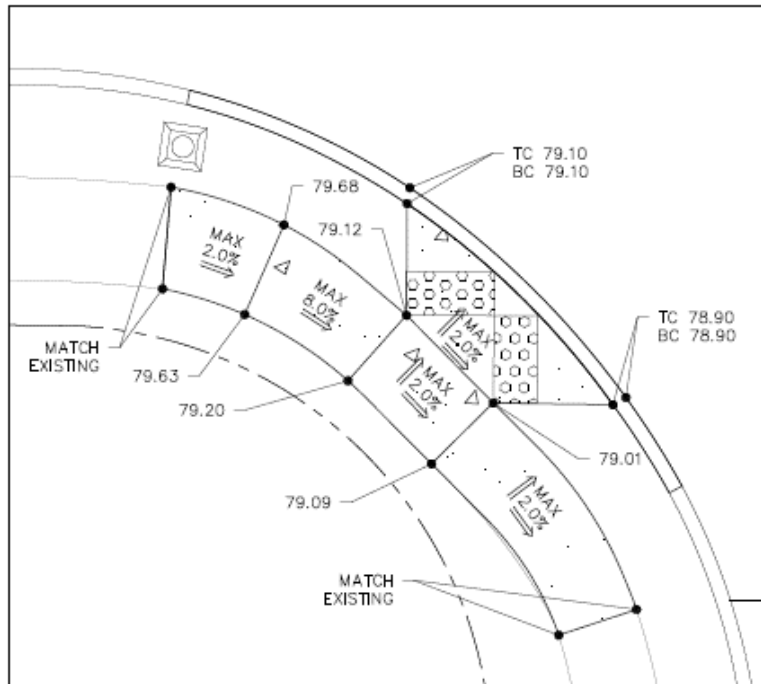 TC 79.10
BC 79.10
79.68
79.12
MAX
2.0%
MAX
8.0%
MAX
2.0%
TC 78.90
BC 78.90
MATCH
EXISTING
79.63
MAX
2.0%
79.20
79.01
79.09
MAX
2.0%
MATCH
EXISTING